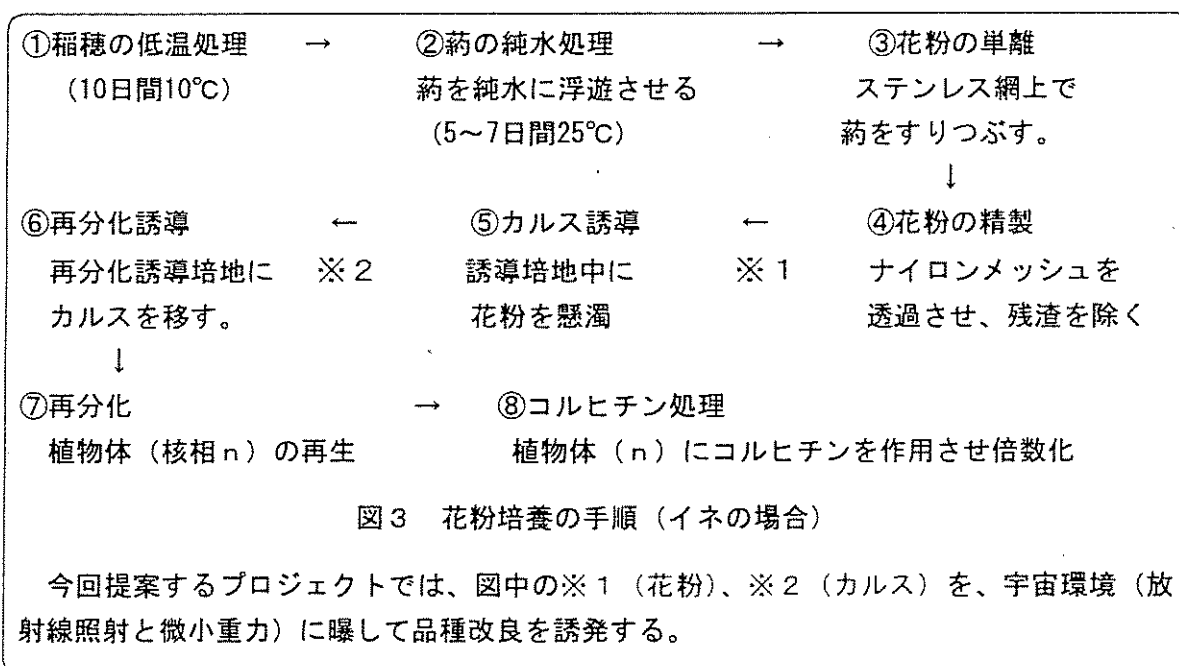 ①稲穂の低温処理 → ②葯の純水処理 → ③花粉の単離
(10日間10℃) 葯を純水に浮遊させる ステンレス網上で
(5~7日間25℃) 葯をすりつぶす。
↓
⑥再分化誘導 ← ⑤カルス誘導 ← ④花粉の精製
再分化誘導培地に ※2 誘導培地中に ※1 ナイロンメッシュを
カルスを移す。 花粉を懸濁 透過させ、残渣を除く
↓
⑦再分化 → ⑧コルヒチン処理
植物体(核相n)の再生 植物体(n)にコルヒチンを作用させ倍数化
図3 花粉培養の手順(イネの場合)
今回提案するプロジェクトでは、図中の※1(花粉)、※2(カルス)を、宇宙環境(放
射線照射と微小重力)に曝して品種改良を誘発する。